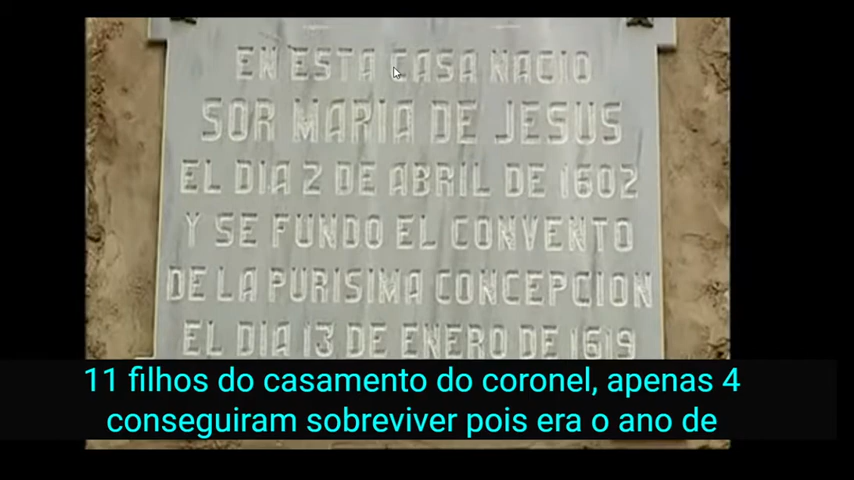 EN ESTA CASA NACIO
SOR MARIA DE JESUS
EL DIA 2 DE ABRIL DE 1602
Y SE FUNDO EL CONVENTO
DE LA PURISIMA CONCEPCION
EL DIA 13 DE ENERO DE 1619
11 filhos do casamento do coronel, apenas 4
conseguiram sobreviver pois era o ano de